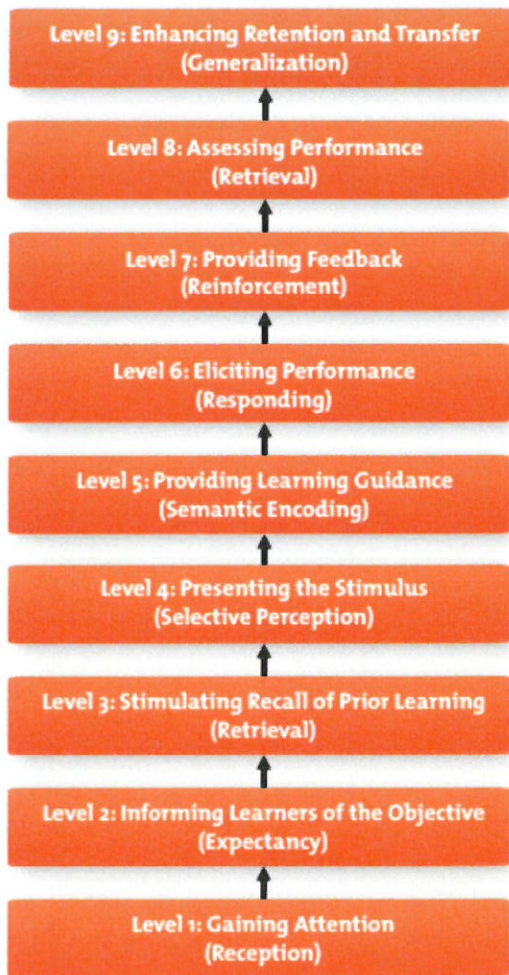 Level 9: Enhancing Retention and Transfer
(Generalization)
Level 8: Assessing Performance
(Retrieval)
Level 7: Providing Feedback
(Reinforcement)
Level 6: Eliciting Performance
(Responding)
Level 5: Providing Learning Guidance
(Semantic Encoding)
Level 4: Presenting the Stimulus
(Selective Perception)
Level 3: Stimulating Recall of Prior Learning
(Retrieval)
Level 2: Informing Learners of the Objective
(Expectancy)
Level 1: Gaining Attention
(Reception)